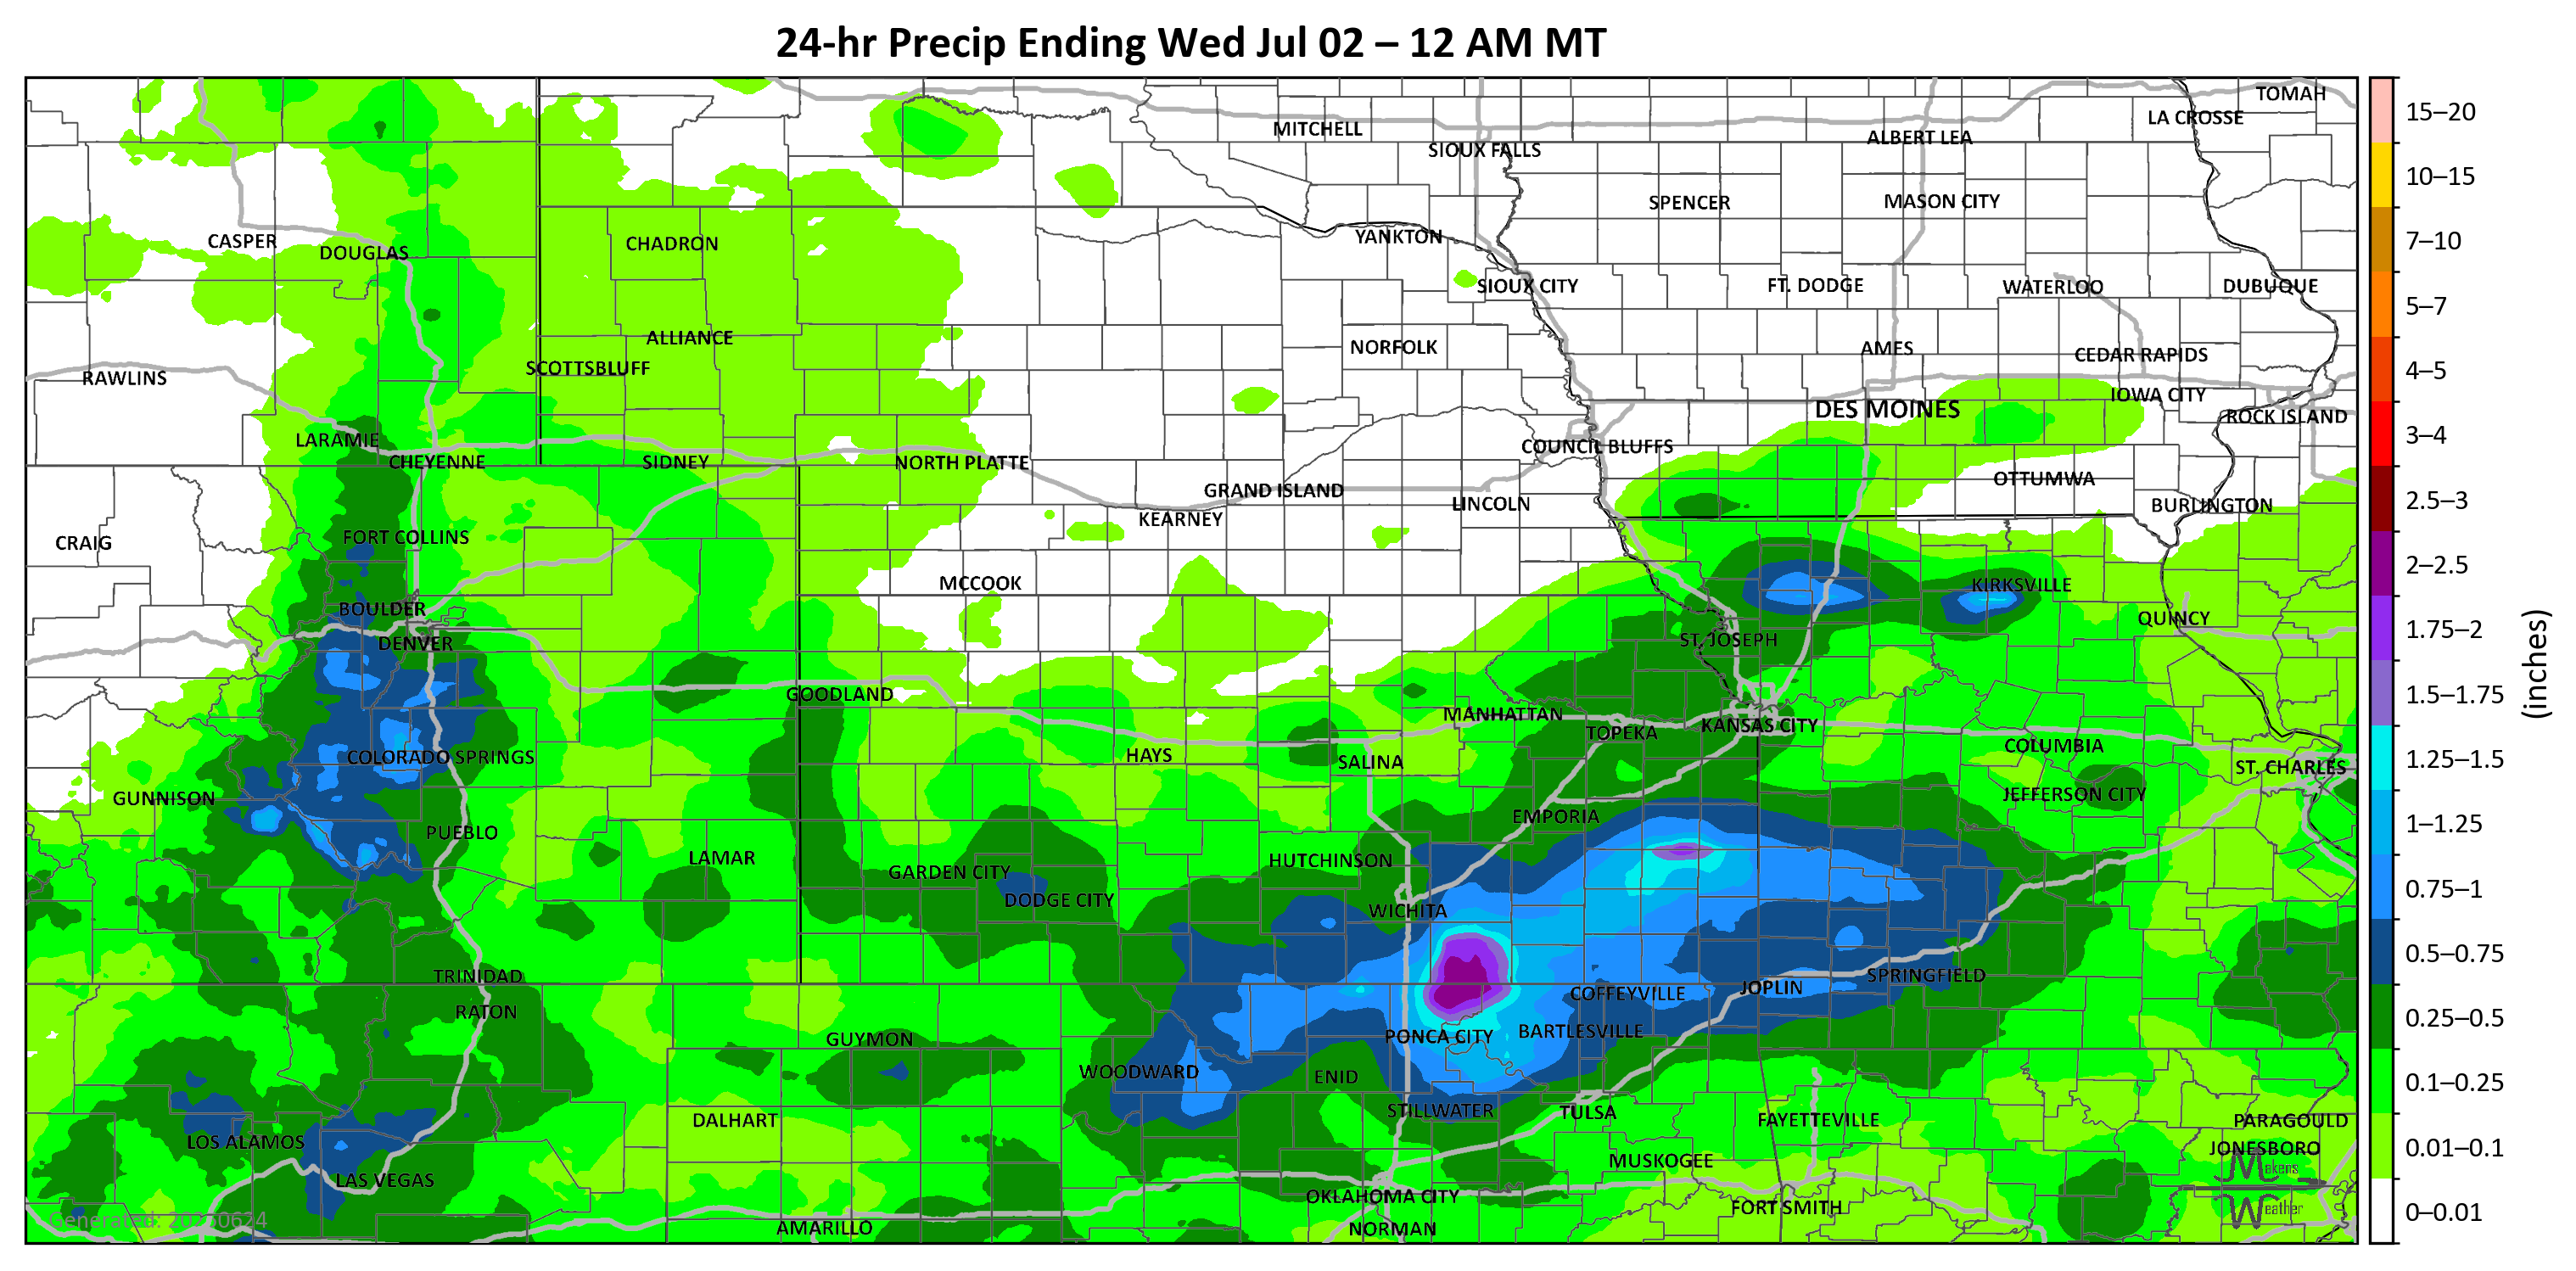 24-hr Precip Ending Wed Jul 02 – 12 AM MT
TOMAH
LA CROSSE
MITCHELL
ALBERT LEA
SIOUX FALLS
SPENCER
MASON CITY
CASPER
DOUGLAS
CHADRON
YANKTON
SIOUX CITY
FT. DODGE
WATERLOO
DUBUQUE
ALLIANCE
NORFOLK
AMES
CEDAR RAPIDS
SCOTTSBLUFF
RAWLINS
IOWA CITY
DES MOINES
ROCK ISLAND
LARAMIE
COUNCIL BLUFFS
CHEYENNE
SIDNEY
NORTH PLATTE
OTTUMWA
GRAND ISLAND
LINCOLN
BURLINGTON
KEARNEY
FORT COLLINS
CRAIG
MCCOOK
KIRKSVILLE
BOULDER
QUINCY
DENVER
ST. JOSEPH
GOODLAND
MANHATTAN
KANSAS CITY
TOPEKA
COLUMBIA
HAYS
COLORADO SPRINGS
SALINA
ST. CHARLES
GUNNISON
JEFFERSON CITY
EMPORIA
PUEBLO
LAMAR
HUTCHINSON
GARDEN CITY
DODGE CITY
WICHITA
TRINIDAD
SPRINGFIELD
JOPLIN
COFFEYVILLE
RATON
BARTLESVILLE
PONCA CITY
GUYMON
WOODWARD
ENID
STILLWATER
TULSA
DALHART
FAYETTEVILLE
PARAGOULD
LOS ALAMOS
JONESBORO
MUSKOGEE
LAS VEGAS
OKLAHOMA CITY
FORT SMITH
AMARILLO
NORMAN
Generated: 20250624
Makens
Weather
15–20
10–15
7–10
5–7
4–5
3–4
2.5–3
2–2.5
1.75–2
1.5–1.75
1.25–1.5
1–1.25
0.75–1
0.5–0.75
0.25–0.5
0.1–0.25
0.01–0.1
0–0.01
(inches)